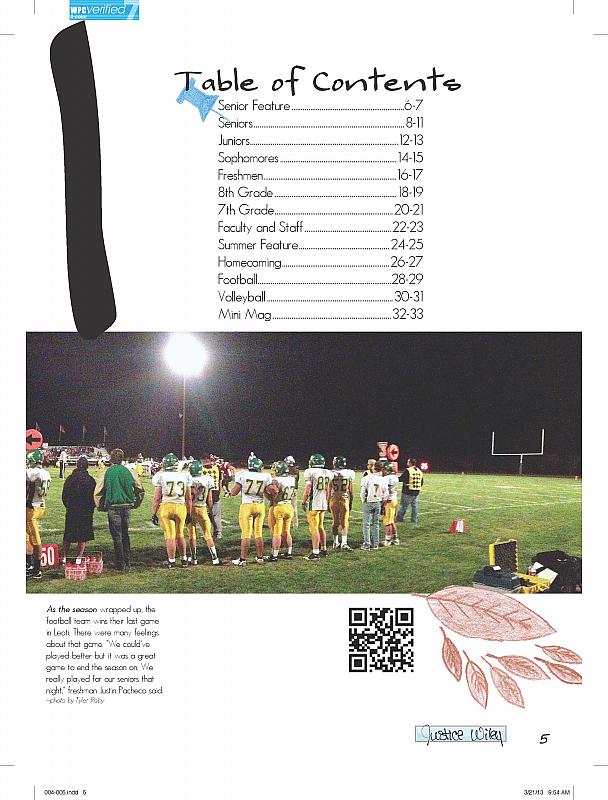 WPCverified 7
4-color
Table of Contents
Senior Feature 6-7
Seniors 8-11
Juniors 12-13
Sophomores 14-15
Freshmen 16-17
8th Grade 18-19
7th Grade 20-21
Faculty and Staff 22-23
Summer Feature 24-25
Homecoming 26-27
Football 28-29
Volleyball 30-31
Mini Mag 32-33
73
77
50
40
As the season wrapped up, the
football team wins their last game
in Leoti. There were many feelings
about that game. "We could've
played better but it was a great
game to end the season on. We
really played for our seniors that
night," freshman Justin Pacheco said.
~photo by Tyler Raby
Justice Wiley
5
004-005.indd 5
3/21/13 9:54 AM